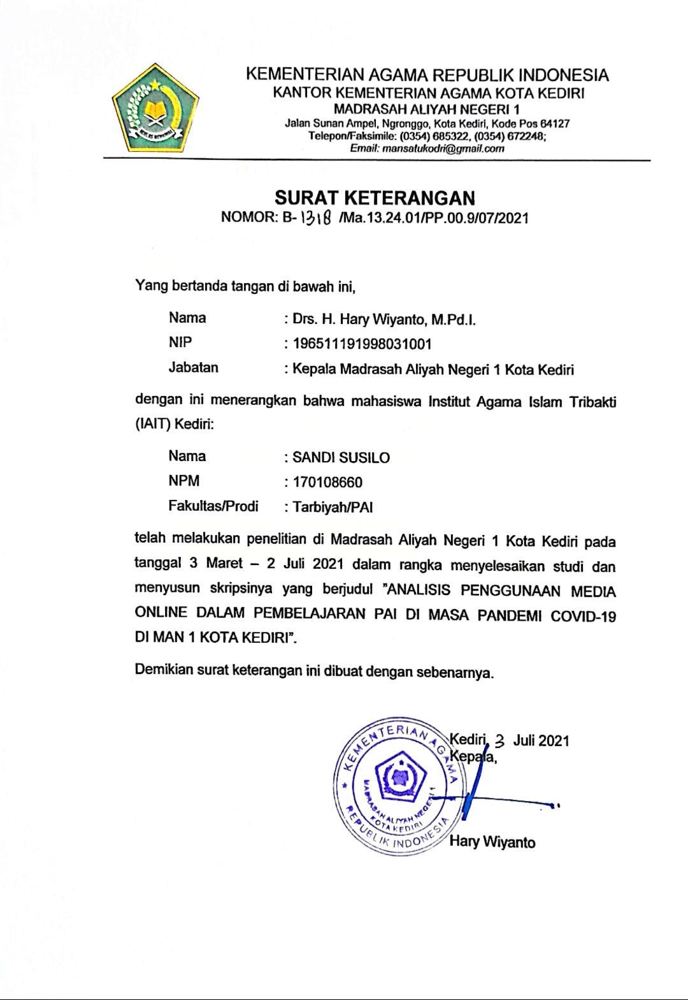 KEMENTERIAN AGAMA REPUBLIK INDONESIA
KANTOR KEMENTERIAN AGAMA KOTA KEDIRI
MADRASAH ALIYAH NEGERI 1
Jalan Sunan Ampel, Ngronggo, Kota Kediri, Kode Pos 64127
Telepon/Faksimile: (0354) 685322, (0354) 672248;
Email: mansatukodri@gmail.com
SURAT KETERANGAN
NOMOR: B-1318 /Ma.13.24.01/PP.00.9/07/2021
Yang bertanda tangan di bawah ini,
Nama : Drs. H. Hary Wiyanto, M.Pd.I.
NIP : 196511191998031001
Jabatan : Kepala Madrasah Aliyah Negeri 1 Kota Kediri
dengan ini menerangkan bahwa mahasiswa Institut Agama Islam Tribakti
(IAIT) Kediri:
Nama : SANDI SUSILO
NPM : 170108660
Fakultas/Prodi : Tarbiyah/PAI
telah melakukan penelitian di Madrasah Aliyah Negeri 1 Kota Kediri pada
tanggal 3 Maret – 2 Juli 2021 dalam rangka menyelesaikan studi dan
menyusun skripsinya yang berjudul "ANALISIS PENGGUNAAN MEDIA
ONLINE DALAM PEMBELAJARAN PAI DI MASA PANDEMI COVID-19
DI MAN 1 KOTA KEDIRI".
Demikian surat keterangan ini dibuat dengan sebenarnya.
Kediri, 3 Juli 2021
Kepala,
KEMENTERIAN AGAMA
MADRASAH ALIYAH NEGERI 1
KOTA KEDIRI
REPUBLIK INDONESIA
Hary Wiyanto